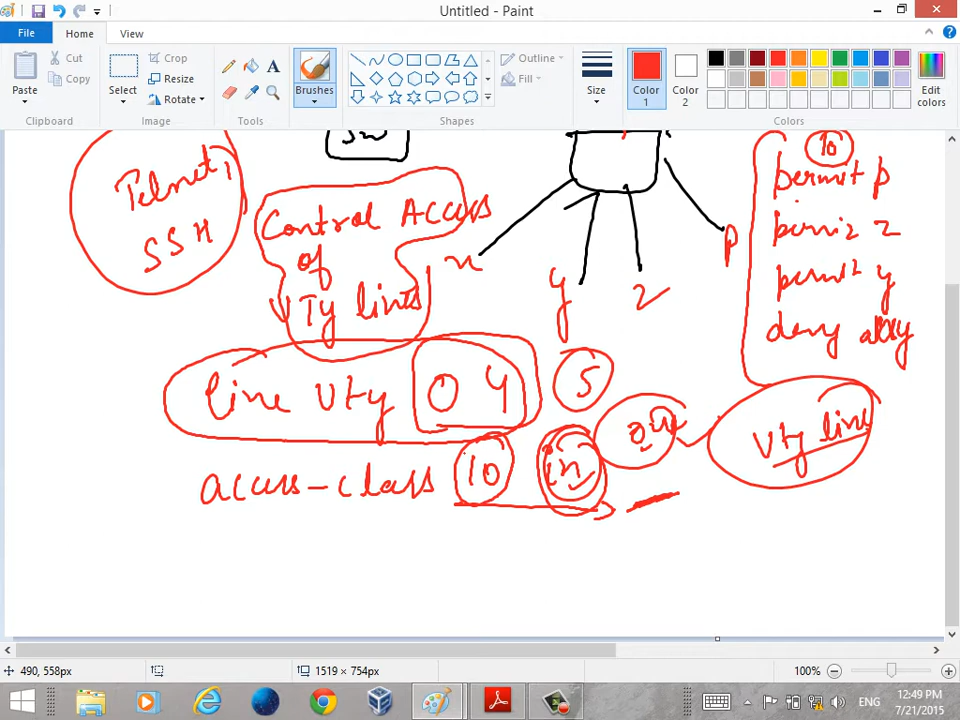 Untitled - Paint
File
Home
View
Paste
Cut
Copy
Clipboard
Select
Crop
Resize
Rotate
Image
A
Tools
Brushes
Shapes
Outline
Fill
Size
Color 1
Color 2
Edit colors
Colors
SW
10
Telnet,
SSH
Control Access
of
VTy lines
x
y
z
p
permit p
permit z
permit y
deny any
line Vty 0 4
5
access-class 10 in
out
Vty line
490, 558px
1519 × 754px
100%
ENG
12:49 PM
7/21/2015